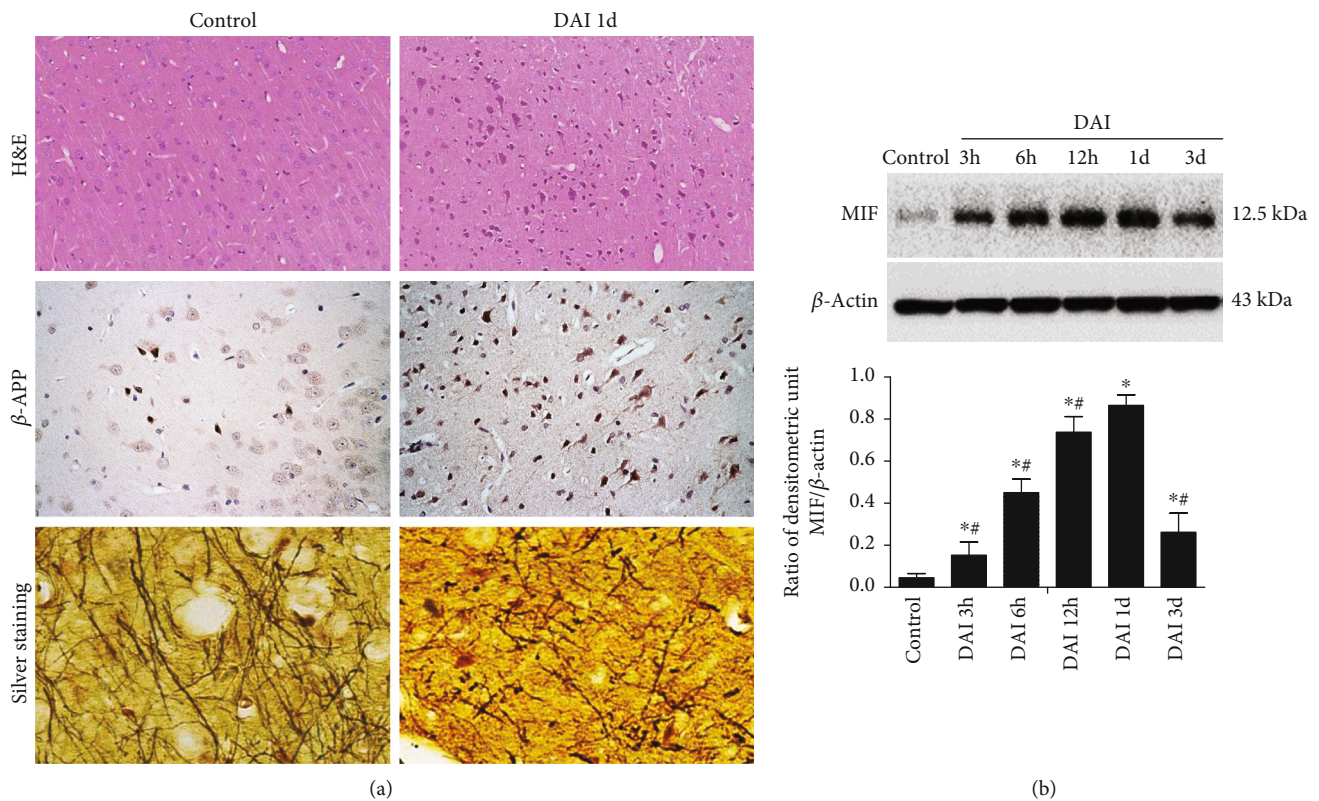 Control
DAI 1d
H&E
β-APP
Silver staining
(a)
DAI
Control 3h 6h 12h 1d 3d
MIF
12.5 kDa
β-Actin
43 kDa
Ratio of densitometric unit
MIF/β-actin
1.0
0.8
0.6
0.4
0.2
0.0
*#
*#
*#
*
*#
Control
DAI 3h
DAI 6h
DAI 12h
DAI 1d
DAI 3d
(b)